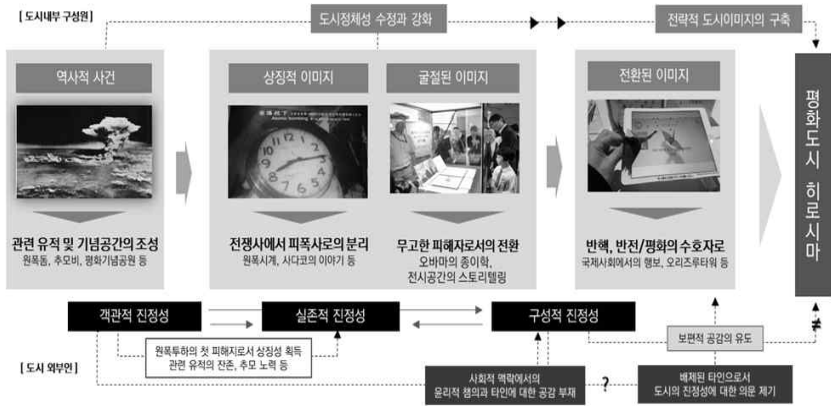 [ 도시내부 구성원 ]
도시정체성 수정과 강화
전략적 도시이미지의 구축
역사적 사건
상징적 이미지
굴절된 이미지
전환된 이미지
관련 유적 및 기념공간의 조성
원폭돔, 추모비, 평화기념공원 등
전쟁사에서 피폭사로의 분리
원폭시계, 사다코의 이야기 등
무고한 피해자로서의 전환
오바마의 종이학,
전시공간의 스토리텔링
반핵, 반전/평화의 수호자로
국제사회에서의 행보, 오리즈루타워 등
평화도시 히로시마
객관적 진정성
실존적 진정성
구성적 진정성
≠
원폭투하의 첫 피해지로서 상징성 획득
관련 유적의 잔존, 추모 노력 등
보편적 공감의 유도
[ 도시 외부인 ]
사회적 맥락에서의
윤리적 책의과 타인에 대한 공감 부재
?
배제된 타인으로서
도시의 진정성에 대한 의문 제기